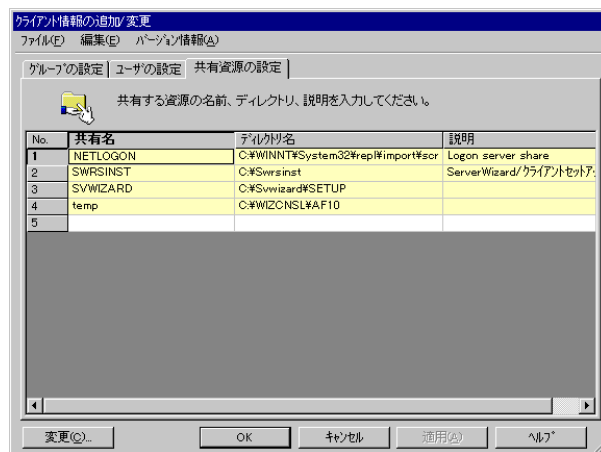 クライアント情報の追加/変更
ファイル(F) 編集(E) バージョン情報(A)
グループの設定 ユーザの設定 共有資源の設定
共有する資源の名前、ディレクトリ、説明を入力してください。
No. 共有名 ディレクトリ名 説明
1 NETLOGON C:¥WINNT¥System32¥repl¥import¥scr Logon server share
2 SWRSINST C:¥Swrsinst ServerWizard/クライアントセットアップ
3 SVWIZARD C:¥Svwizard¥SETUP
4 temp C:¥WIZCNSL¥AF10
5
変更(C)... OK キャンセル 適用(A) ヘルプ